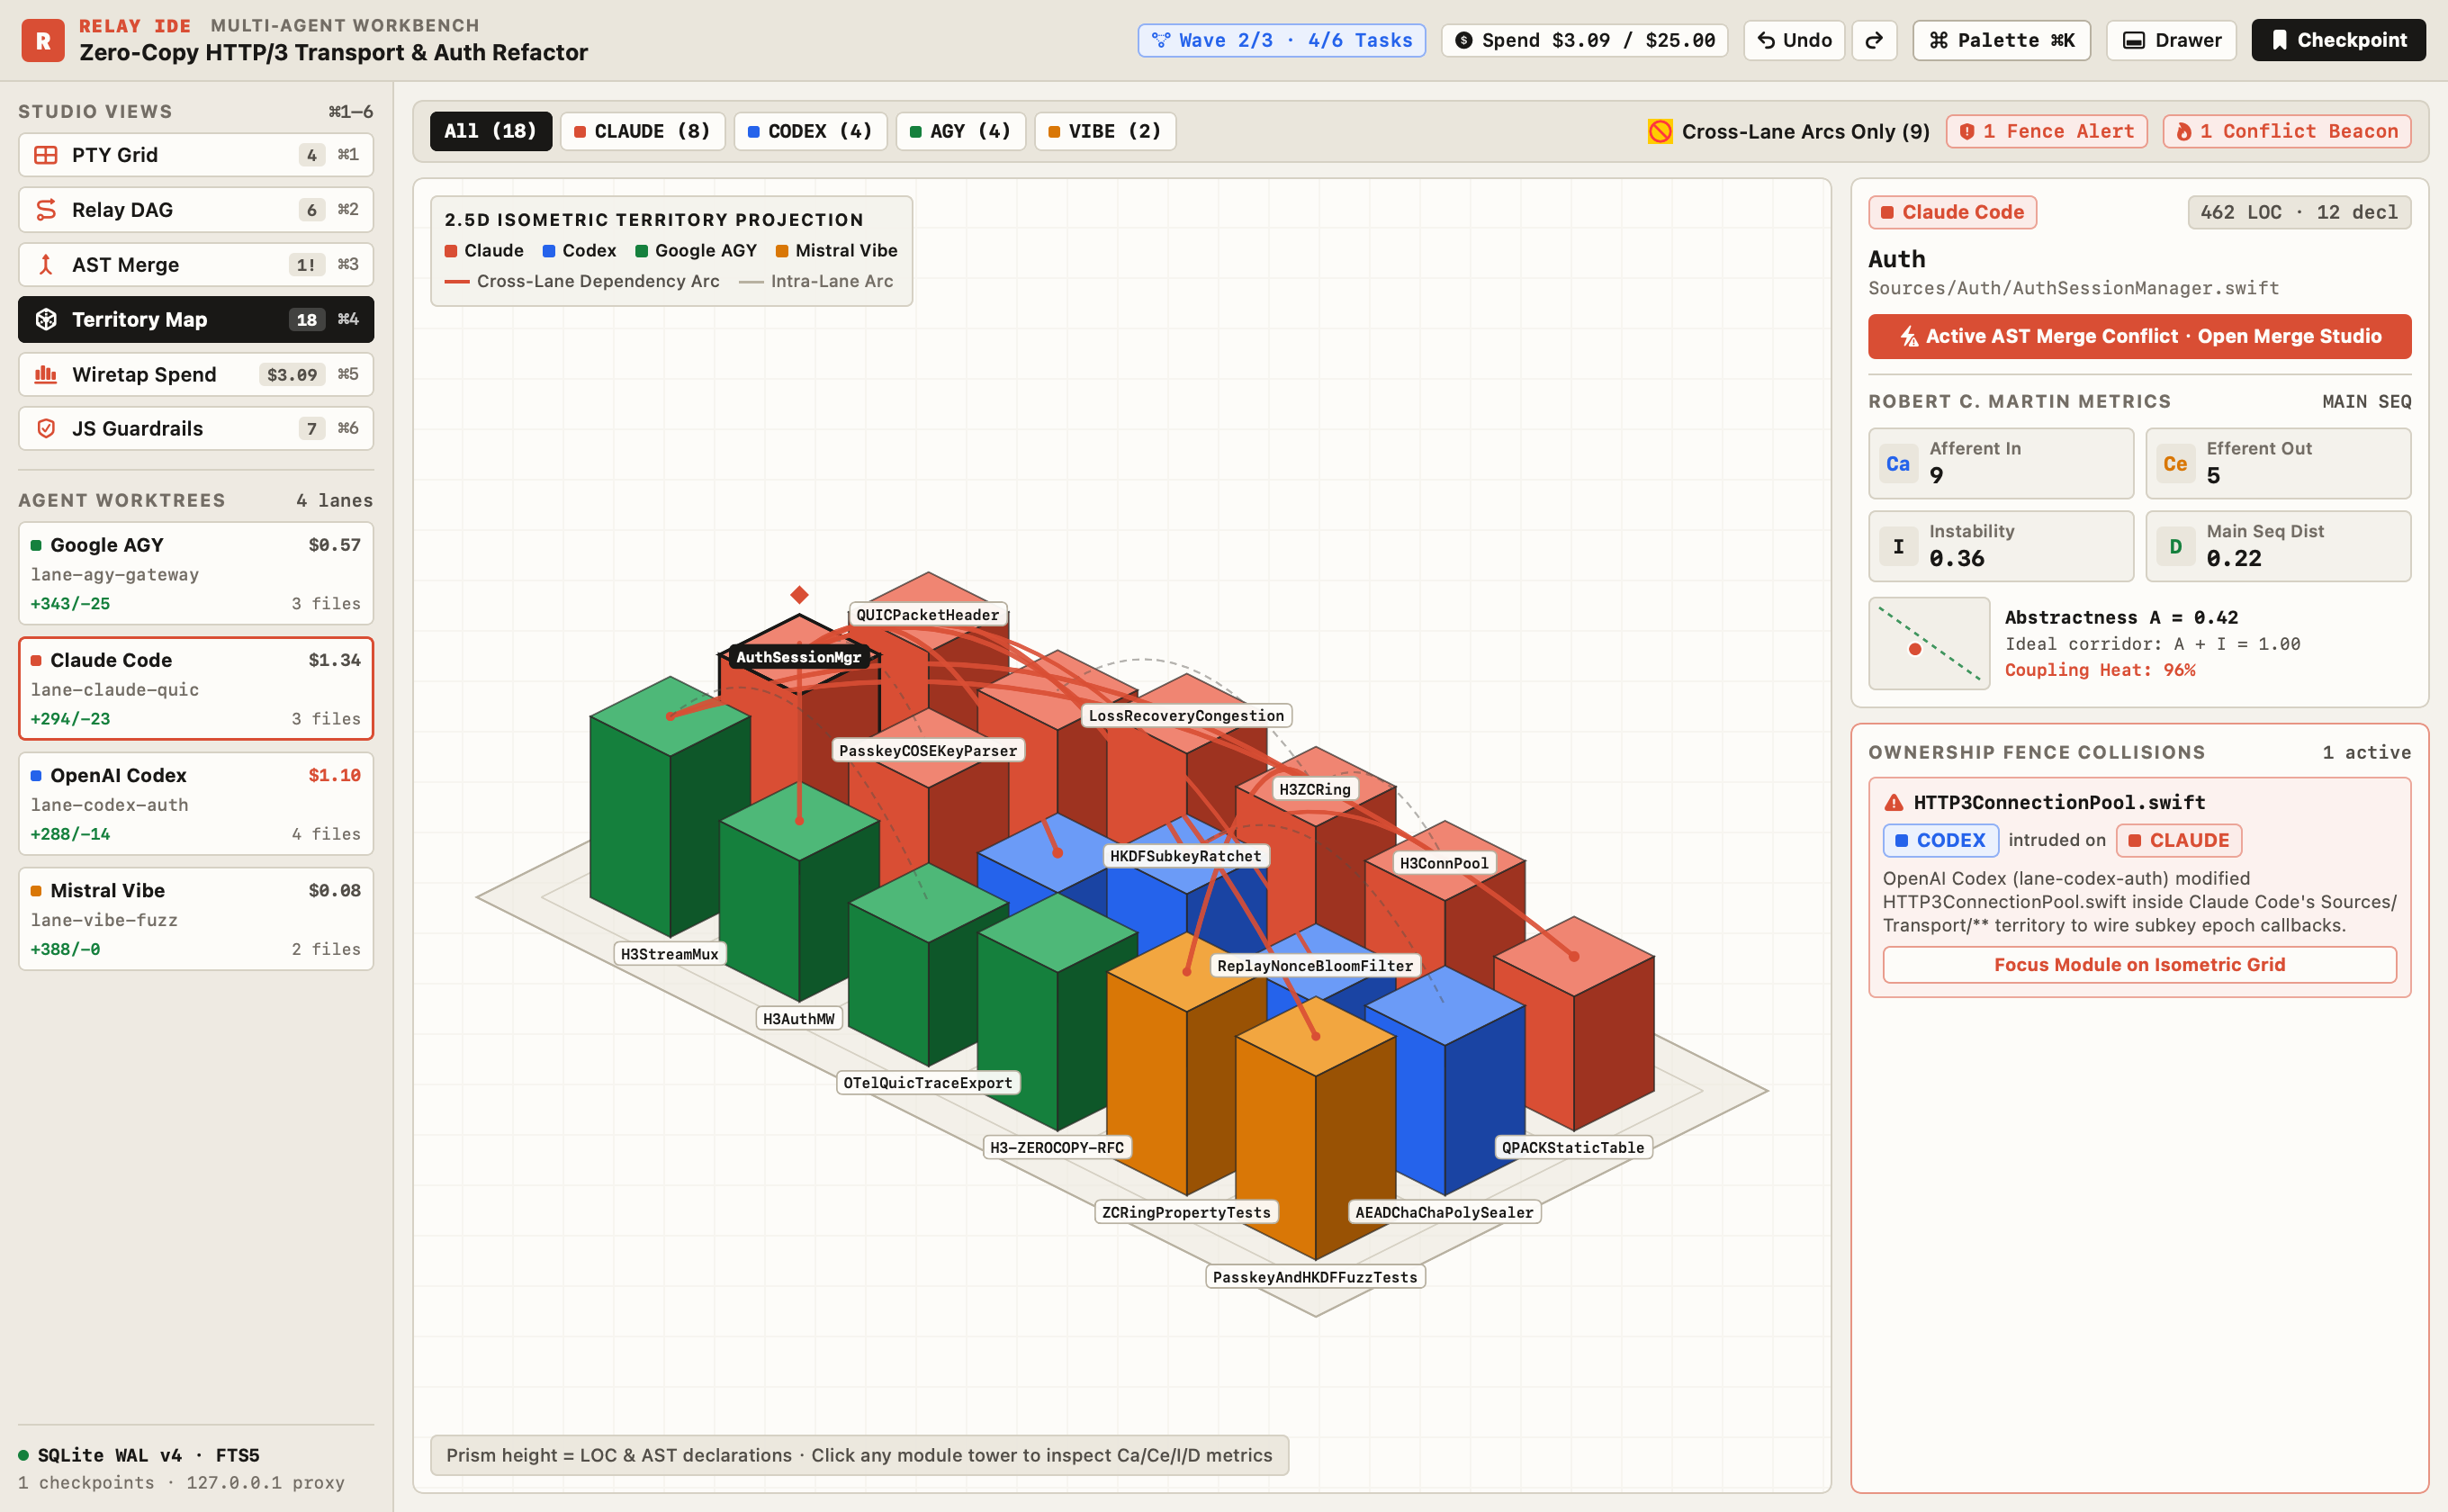 R
RELAY IDE MULTI-AGENT WORKBENCH
Zero-Copy HTTP/3 Transport & Auth Refactor
Wave 2/3 · 4/6 Tasks
Spend $3.09 / $25.00
Undo
⌘ Palette ⌘K
Drawer
Checkpoint
STUDIO VIEWS ⌘1–6
PTY Grid 4 ⌘1
Relay DAG 6 ⌘2
AST Merge 1! ⌘3
Territory Map 18 ⌘4
Wiretap Spend $3.09 ⌘5
JS Guardrails 7 ⌘6
AGENT WORKTREES 4 lanes
Google AGY $0.57
lane-agy-gateway
+343/-25 3 files
Claude Code $1.34
lane-claude-quic
+294/-23 3 files
OpenAI Codex $1.10
lane-codex-auth
+288/-14 4 files
Mistral Vibe $0.08
lane-vibe-fuzz
+388/-0 2 files
SQLite WAL v4 · FTS5
1 checkpoints · 127.0.0.1 proxy
All (18)
CLAUDE (8)
CODEX (4)
AGY (4)
VIBE (2)
Cross-Lane Arcs Only (9)
1 Fence Alert
1 Conflict Beacon
2.5D ISOMETRIC TERRITORY PROJECTION
Claude Codex Google AGY Mistral Vibe
Cross-Lane Dependency Arc Intra-Lane Arc
QUICPacketHeader
AuthSessionMgr
LossRecoveryCongestion
PasskeyCOSEKeyParser
H3ZCRing
HKDFSubkeyRatchet
H3ConnPool
H3StreamMux
ReplayNonceBloomFilter
H3AuthMW
OTelQuicTraceExport
H3-ZEROCOPY-RFC
QPACKStaticTable
ZCRingPropertyTests
AEADChaChaPolySealer
PasskeyAndHKDFFuzzTests
Prism height = LOC & AST declarations · Click any module tower to inspect Ca/Ce/I/D metrics
Claude Code
462 LOC · 12 decl
Auth
Sources/Auth/AuthSessionManager.swift
Active AST Merge Conflict · Open Merge Studio
ROBERT C. MARTIN METRICS MAIN SEQ
Ca Afferent In 9
Ce Efferent Out 5
I Instability 0.36
D Main Seq Dist 0.22
Abstractness A = 0.42
Ideal corridor: A + I = 1.00
Coupling Heat: 96%
OWNERSHIP FENCE COLLISIONS 1 active
HTTP3ConnectionPool.swift
CODEX intruded on CLAUDE
OpenAI Codex (lane-codex-auth) modified
HTTP3ConnectionPool.swift inside Claude Code's Sources/
Transport/** territory to wire subkey epoch callbacks.
Focus Module on Isometric Grid